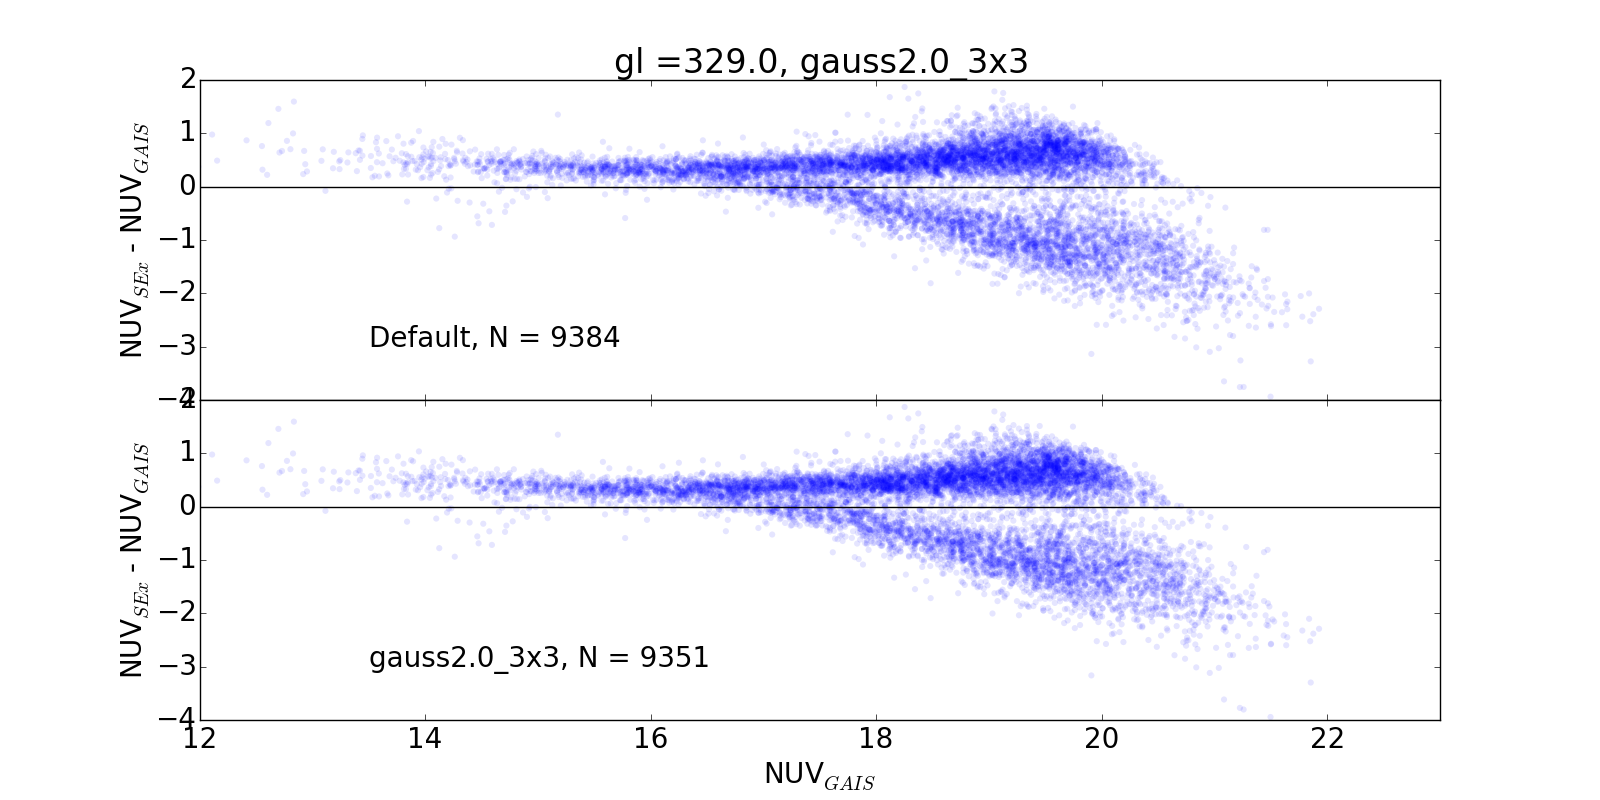 gl =329.0, gauss2.0_3x3
2
1
0
−1
−2
−3
−4
NUV_SEx - NUV_GAIS
Default, N = 9384
2
1
0
−1
−2
−3
−4
NUV_SEx - NUV_GAIS
gauss2.0_3x3, N = 9351
12 14 16 18 20 22
NUV_GAIS